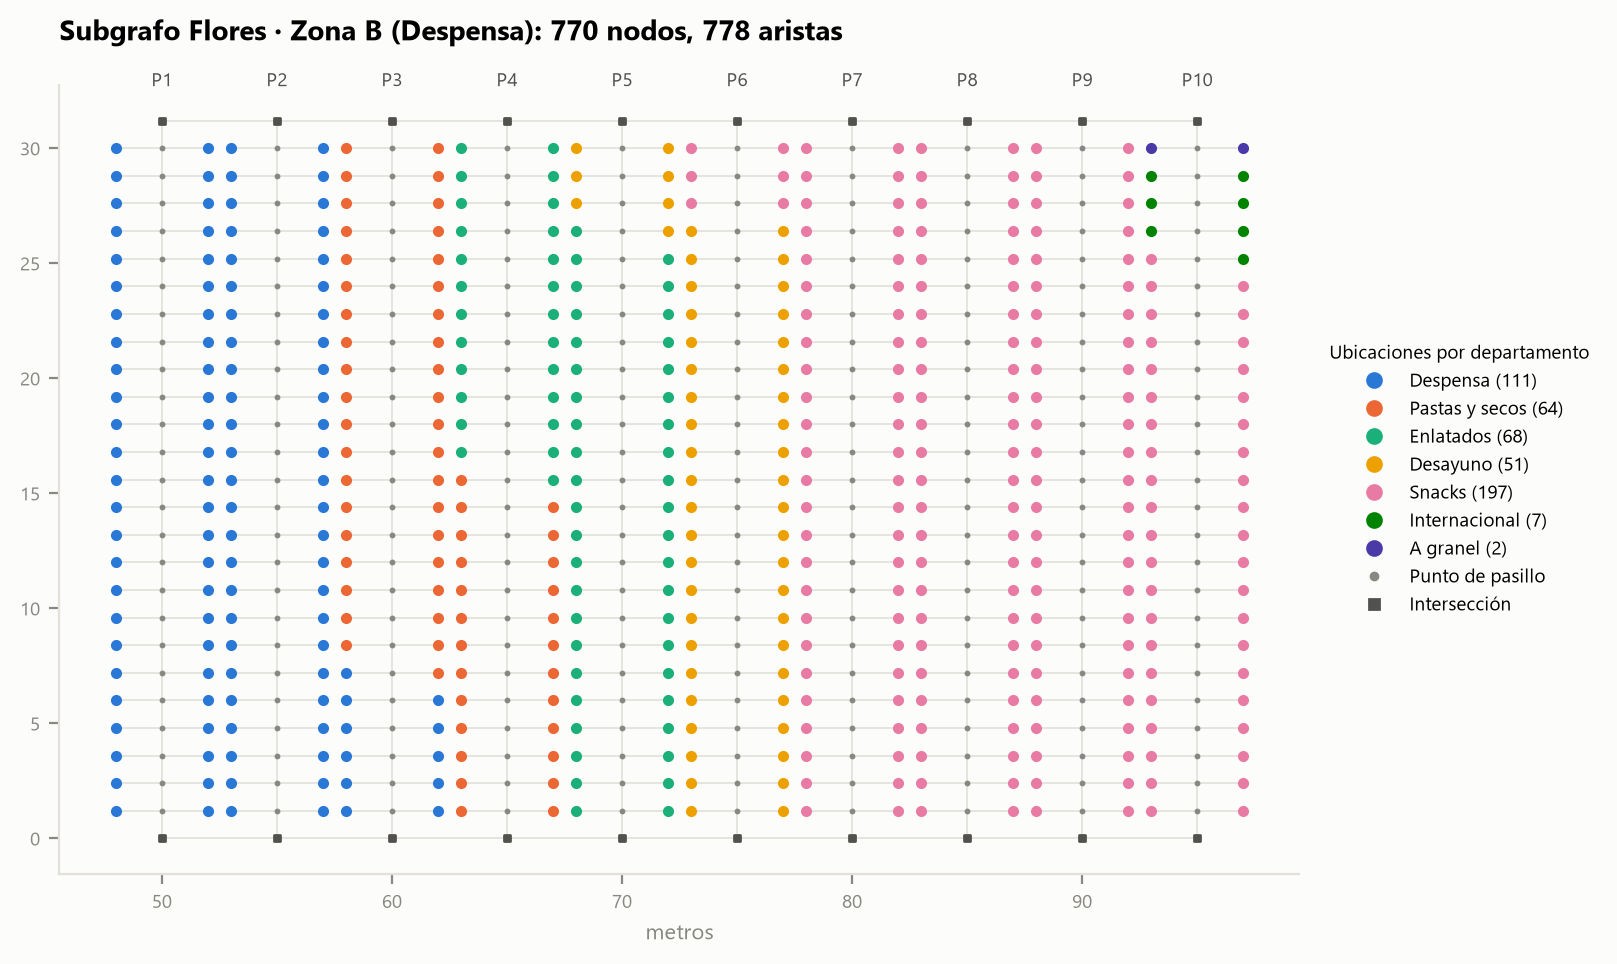 Subgrafo Flores · Zona B (Despensa): 770 nodos, 778 aristas
P1 P2 P3 P4 P5 P6 P7 P8 P9 P10
30
25
20
15
10
5
0
50 60 70 80 90
metros
Ubicaciones por departamento
Despensa (111)
Pastas y secos (64)
Enlatados (68)
Desayuno (51)
Snacks (197)
Internacional (7)
A granel (2)
Punto de pasillo
Intersección